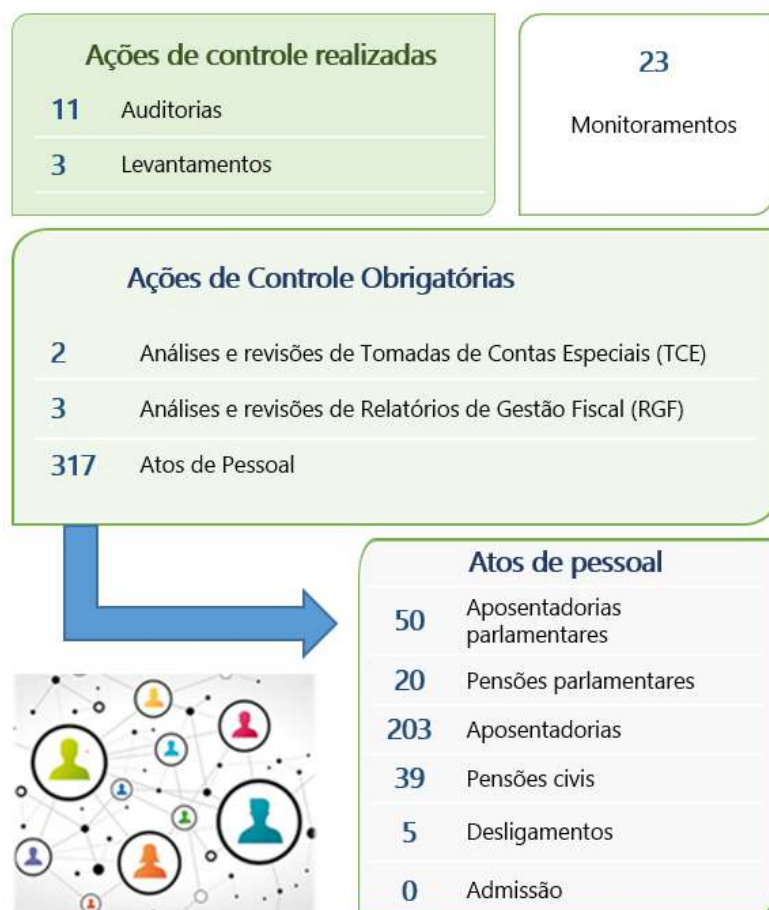 Ações de controle realizadas
11 Auditorias
3 Levantamentos
23
Monitoramentos
Ações de Controle Obrigatórias
2 Análises e revisões de Tomadas de Contas Especiais (TCE)
3 Análises e revisões de Relatórios de Gestão Fiscal (RGF)
317 Atos de Pessoal
Atos de pessoal
50 Aposentadorias
parlamentares
20 Pensões parlamentares
203 Aposentadorias
39 Pensões civis
5 Desligamentos
0 Admissão